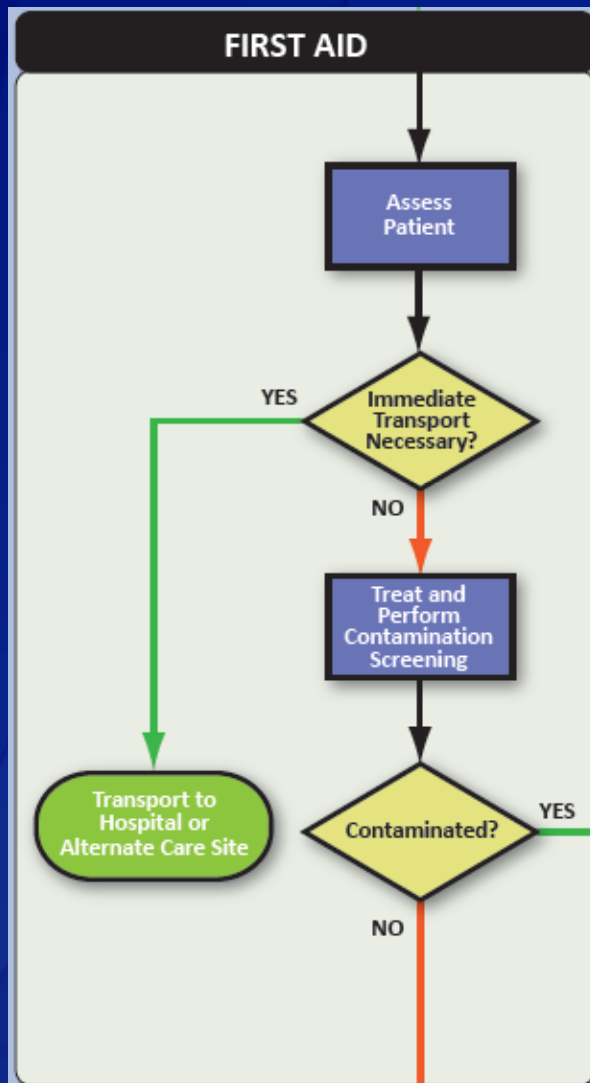 FIRST AID
Assess
Patient
Immediate
Transport
Necessary?
YES
NO
Treat and
Perform
Contamination
Screening
Transport to
Hospital or
Alternate Care Site
Contaminated?
YES
NO